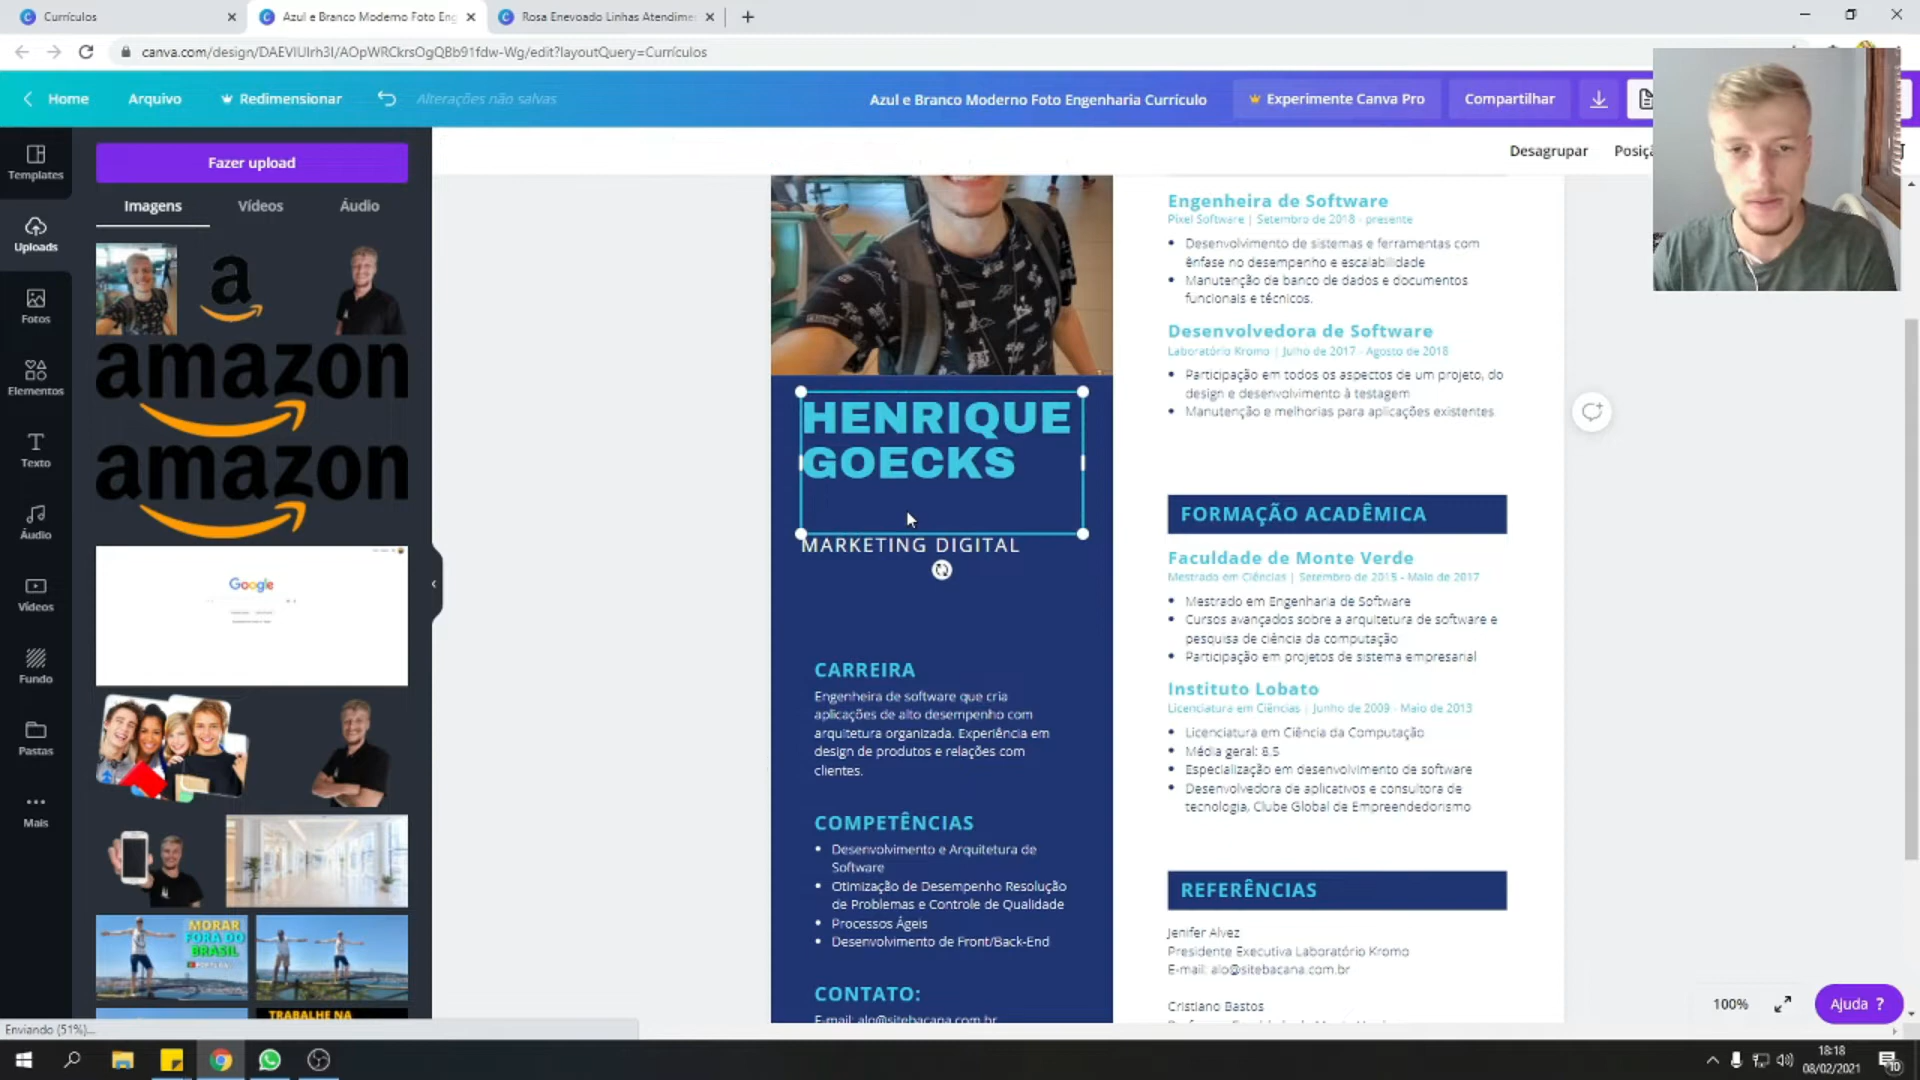 Currículos
Azul e Branco Moderno Foto Eng
Rosa Enevoado Linhas Atendime
canva.com/design/DAEVIUIrh3I/AOpWRCkrsOgQBb91fdw-Wg/edit?layoutQuery=Currículos
Home
Arquivo
Redimensionar
Alterações não salvas
Azul e Branco Moderno Foto Engenharia Currículo
Experimente Canva Pro
Compartilhar
Desagrupar
Posiçã
Templates
Uploads
Fotos
Elementos
Texto
Áudio
Vídeos
Fundo
Pastas
Mais
Fazer upload
Imagens
Vídeos
Áudio
a
amazon
amazon
Google
MORAR
FORA DO
BRASIL
TRABALHE NA
HENRIQUE
GOECKS
MARKETING DIGITAL
CARREIRA
Engenheira de software que cria
aplicações de alto desempenho com
arquitetura organizada. Experiência em
design de produtos e relações com
clientes.
COMPETÊNCIAS
Desenvolvimento e Arquitetura de
Software
Otimização de Desempenho Resolução
de Problemas e Controle de Qualidade
Processos Ágeis
Desenvolvimento de Front/Back-End
CONTATO:
E-mail: alo@sitebacana.com.br
Engenheira de Software
Pixel Software | Setembro de 2018 - presente
Desenvolvimento de sistemas e ferramentas com
ênfase no desempenho e escalabilidade
Manutenção de banco de dados e documentos
funcionais e técnicos.
Desenvolvedora de Software
Laboratório Kromo | Julho de 2017 - Agosto de 2018
Participação em todos os aspectos de um projeto, do
design e desenvolvimento à testagem
Manutenção e melhorias para aplicações existentes
FORMAÇÃO ACADÊMICA
Faculdade de Monte Verde
Mestrado em Ciências | Setembro de 2015 - Maio de 2017
Mestrado em Engenharia de Software
Cursos avançados sobre a arquitetura de software e
pesquisa de ciência da computação
Participação em projetos de sistema empresarial
Instituto Lobato
Licenciatura em Ciências | Junho de 2009 - Maio de 2013
Licenciatura em Ciência da Computação
Média geral: 8.5
Especialização em desenvolvimento de software
Desenvolvedora de aplicativos e consultora de
tecnologia, Clube Global de Empreendedorismo
REFERÊNCIAS
Jenifer Alvez
Presidente Executiva Laboratório Kromo
E-mail: alo@sitebacana.com.br
Cristiano Bastos
100%
Ajuda ?
Enviando (51%)...
18:18
08/02/2021
10